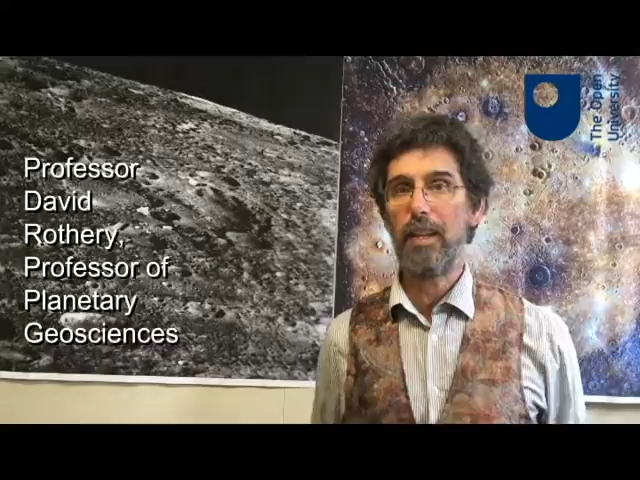 Professor
David
Rothery,
Professor of
Planetary
Geosciences
The Open
University